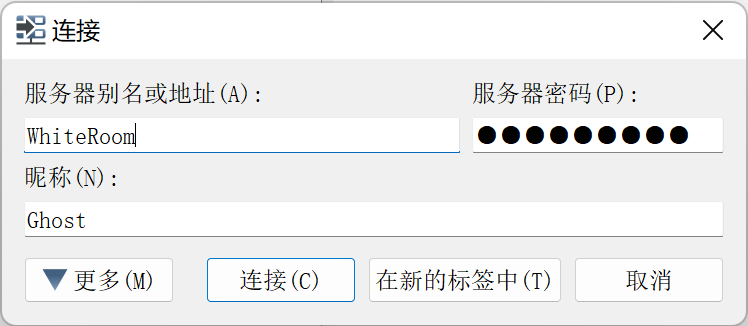 连接
服务器别名或地址(A): 服务器密码(P):
WhiteRoom ●●●●●●●●●
昵称(N):
Ghost
更多(M) 连接(C) 在新的标签中(T) 取消